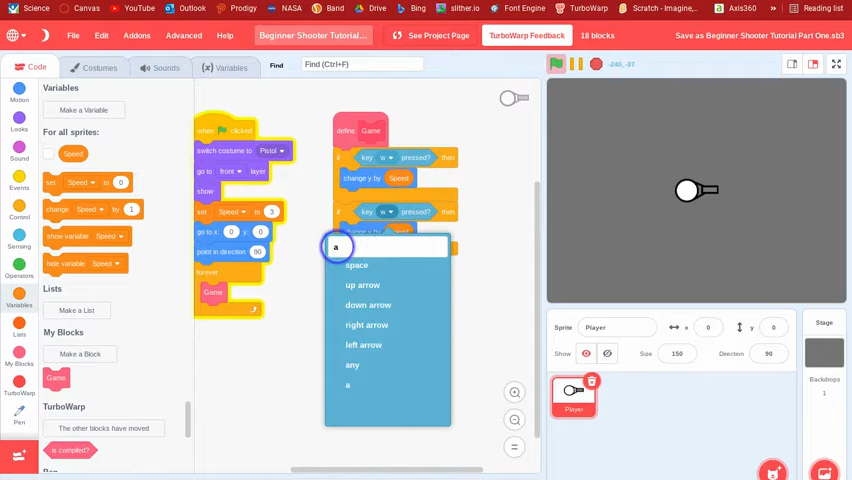 Science Calendar YouTube Outlook Prodigy NASA Band Drive Bing slither.io Font Event TurboWarp Scratch - Imagine,... Axis360 Reading list
File Edit Addons Advanced Beginner Shooter Tutorial... See Project Page TurboWarp Feedback 18 blocks Save as Beginner Shooter Tutorial Part One.sb3
Code Costumes Sounds (x) Variables Find Find (Ctrl+F) -240, -37
Motion
Looks
Sound
Events
Control
Sensing
Operators
Variables
Lists
My Blocks
TurboWarp
Pen
Variables
Make a Variable
For all sprites:
Speed
set Speed to 0
change Speed by 1
show variable Speed
hide variable Speed
Lists
Make a List
My Blocks
Make a Block
Game
TurboWarp
The other blocks have moved
is compiled?
Pen
when clicked
switch costume to Pistol
go to front layer
show
set Speed to 3
go to x: 0 y: 0
point in direction 90
forever
Game
define Game
if key w pressed? then
change y by Speed
if key w pressed? then
change y by Speed
a
space
up arrow
down arrow
right arrow
left arrow
any
a
Sprite Player x 0 y 0
Show Size 150 Direction 90
Player
Stage
Backdrops
1